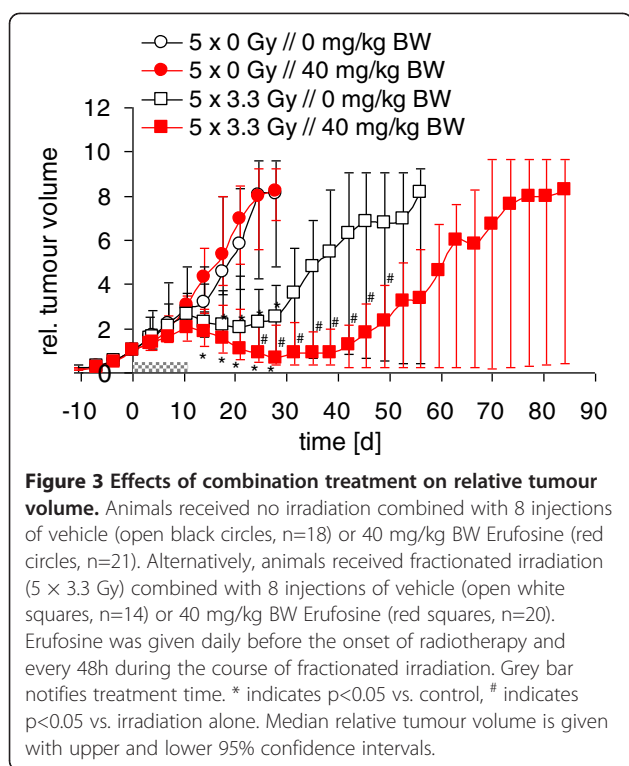 5 x 0 Gy // 0 mg/kg BW
5 x 0 Gy // 40 mg/kg BW
5 x 3.3 Gy // 0 mg/kg BW
5 x 3.3 Gy // 40 mg/kg BW
rel. tumour volume
12
10
8
6
4
2
0
* * * *
# # # # # # # # #
* * * * *
-10 0 10 20 30 40 50 60 70 80 90
time [d]
Figure 3 Effects of combination treatment on relative tumour
volume. Animals received no irradiation combined with 8 injections
of vehicle (open black circles, n=18) or 40 mg/kg BW Erufosine (red
circles, n=21). Alternatively, animals received fractionated irradiation
(5 × 3.3 Gy) combined with 8 injections of vehicle (open white
squares, n=14) or 40 mg/kg BW Erufosine (red squares, n=20).
Erufosine was given daily before the onset of radiotherapy and
every 48h during the course of fractionated irradiation. Grey bar
notifies treatment time. * indicates p<0.05 vs. control, # indicates
p<0.05 vs. irradiation alone. Median relative tumour volume is given
with upper and lower 95% confidence intervals.